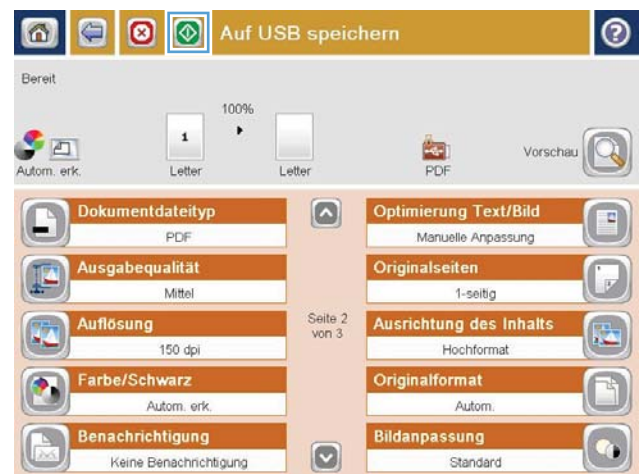 Auf USB speichern
Bereit
100%
1
Autom. erk.
Letter
Letter
PDF
Vorschau
Dokumentdateityp
PDF
Optimierung Text/Bild
Manuelle Anpassung
Ausgabequalität
Mittel
Originalseiten
1-seitig
Auflösung
150 dpi
Seite 2
von 3
Ausrichtung des Inhalts
Hochformat
Farbe/Schwarz
Autom. erk.
Originalformat
Autom.
Benachrichtigung
Keine Benachrichtigung
Bildanpassung
Standard